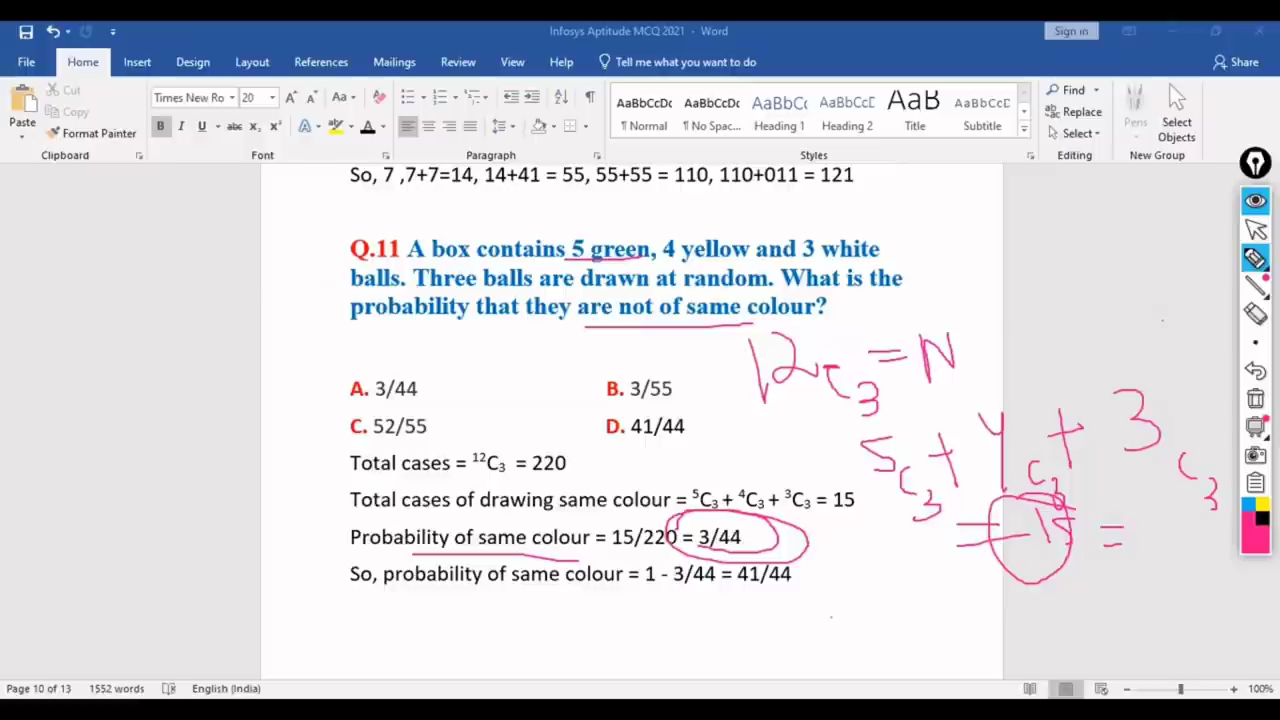 Infosys Aptitude MCQ 2021 - Word
Sign in
File Home Insert Design Layout References Mailings Review View Help Tell me what you want to do Share
Paste
Cut
Copy
Format Painter
Times New Ro 20
AaBbCcDc AaBbCcDc AaBbCc AaBbCcC AaB AaBbCcD
¶ Normal ¶ No Spac... Heading 1 Heading 2 Title Subtitle
Find
Replace
Select
Pens
Select Objects
Clipboard Font Paragraph Styles Editing New Group
So, 7 ,7+7=14, 14+41 = 55, 55+55 = 110, 110+011 = 121
Q.11 A box contains 5 green, 4 yellow and 3 white
balls. Three balls are drawn at random. What is the
probability that they are not of same colour?
12C3 = N
A. 3/44 B. 3/55
C. 52/55 D. 41/44
5C3 + 4C3 + 3C3
Total cases = ¹²C₃ = 220
Total cases of drawing same colour = ⁵C₃ + ⁴C₃ + ³C₃ = 15
= 15 =
Probability of same colour = 15/220 = 3/44
So, probability of same colour = 1 - 3/44 = 41/44
Page 10 of 13 1552 words English (India) 100%